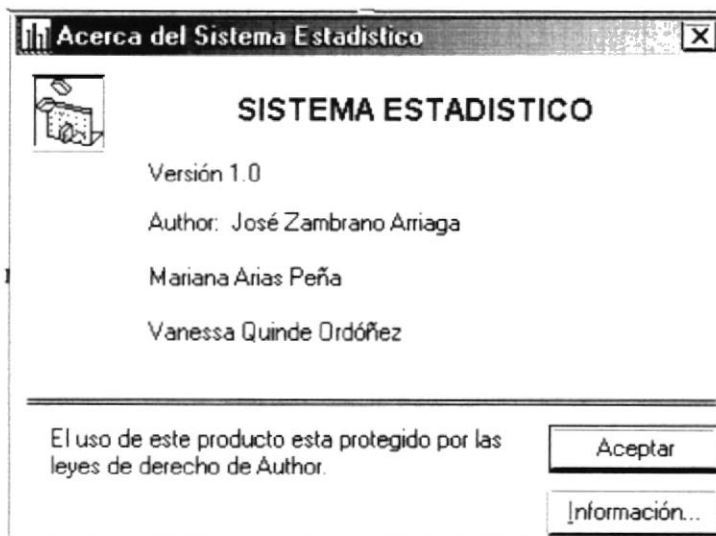 Acerca del Sistema Estadistico
SISTEMA ESTADISTICO
Versión 1.0
Author: José Zambrano Arriaga
Mariana Arias Peña
Vanessa Quinde Ordóñez
El uso de este producto esta protegido por las
leyes de derecho de Author.
Aceptar
Información...